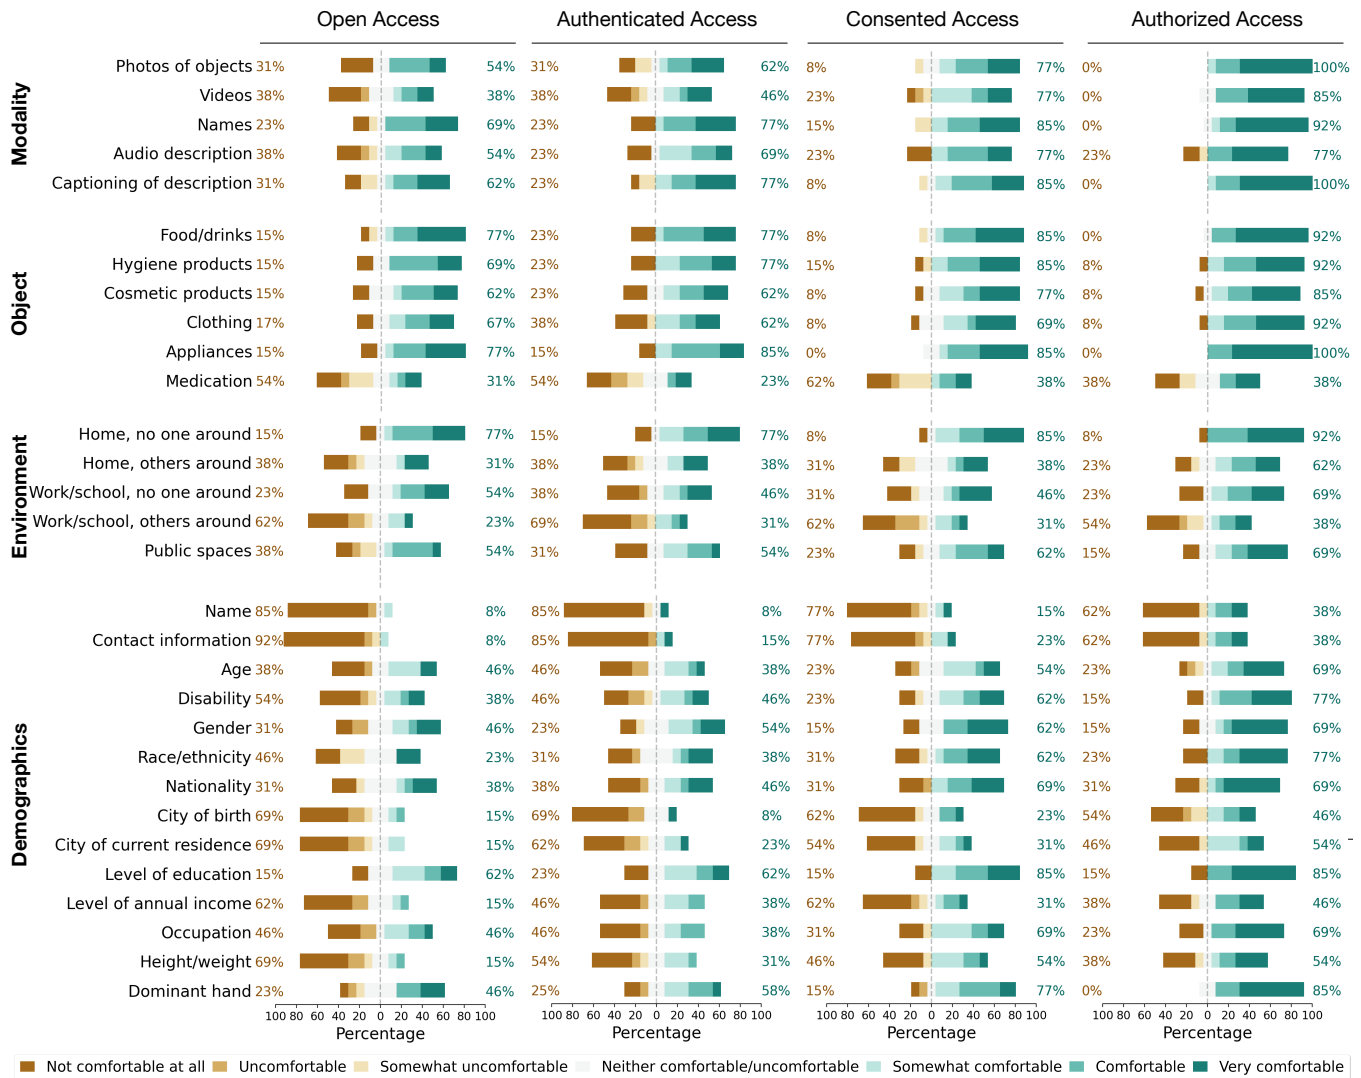 Open Access Authenticated Access Consented Access Authorized Access
Modality
Photos of objects 31% 54% 31% 62% 8% 77% 0% 100%
Videos 38% 38% 38% 46% 23% 77% 0% 85%
Names 23% 69% 23% 77% 15% 85% 0% 92%
Audio description 38% 54% 23% 69% 23% 77% 23% 77%
Captioning of description 31% 62% 23% 77% 8% 85% 0% 100%
Object
Food/drinks 15% 77% 23% 77% 8% 85% 0% 92%
Hygiene products 15% 69% 23% 77% 15% 85% 8% 92%
Cosmetic products 15% 62% 23% 62% 8% 77% 8% 85%
Clothing 17% 67% 38% 62% 8% 69% 8% 92%
Appliances 15% 77% 15% 85% 0% 85% 0% 100%
Medication 54% 31% 54% 23% 62% 38% 38% 38%
Environment
Home, no one around 15% 77% 15% 77% 8% 85% 8% 92%
Home, others around 38% 31% 38% 38% 31% 38% 23% 62%
Work/school, no one around 23% 54% 38% 46% 31% 46% 23% 69%
Work/school, others around 62% 23% 69% 31% 62% 31% 54% 38%
Public spaces 38% 54% 31% 54% 23% 62% 15% 69%
Demographics
Name 85% 8% 85% 8% 77% 15% 62% 38%
Contact information 92% 8% 85% 15% 77% 23% 62% 38%
Age 38% 46% 46% 38% 23% 54% 23% 69%
Disability 54% 38% 46% 46% 23% 62% 15% 77%
Gender 31% 46% 23% 54% 15% 62% 15% 69%
Race/ethnicity 46% 23% 31% 38% 31% 62% 23% 77%
Nationality 31% 38% 38% 46% 31% 69% 31% 69%
City of birth 69% 15% 69% 8% 62% 23% 54% 46%
City of current residence 69% 15% 62% 23% 54% 31% 46% 54%
Level of education 15% 62% 23% 62% 15% 85% 15% 85%
Level of annual income 62% 15% 46% 38% 62% 31% 38% 46%
Occupation 46% 46% 46% 38% 31% 69% 23% 69%
Height/weight 69% 15% 54% 31% 46% 54% 38% 54%
Dominant hand 23% 46% 25% 58% 15% 77% 0% 85%
100 80 60 40 20 0 20 40 60 80 100 100 80 60 40 20 0 20 40 60 80 100 100 80 60 40 20 0 20 40 60 80 100 100 80 60 40 20 0 20 40 60 80 100
Percentage Percentage Percentage Percentage
Not comfortable at all Uncomfortable Somewhat uncomfortable Neither comfortable/uncomfortable Somewhat comfortable Comfortable Very comfortable